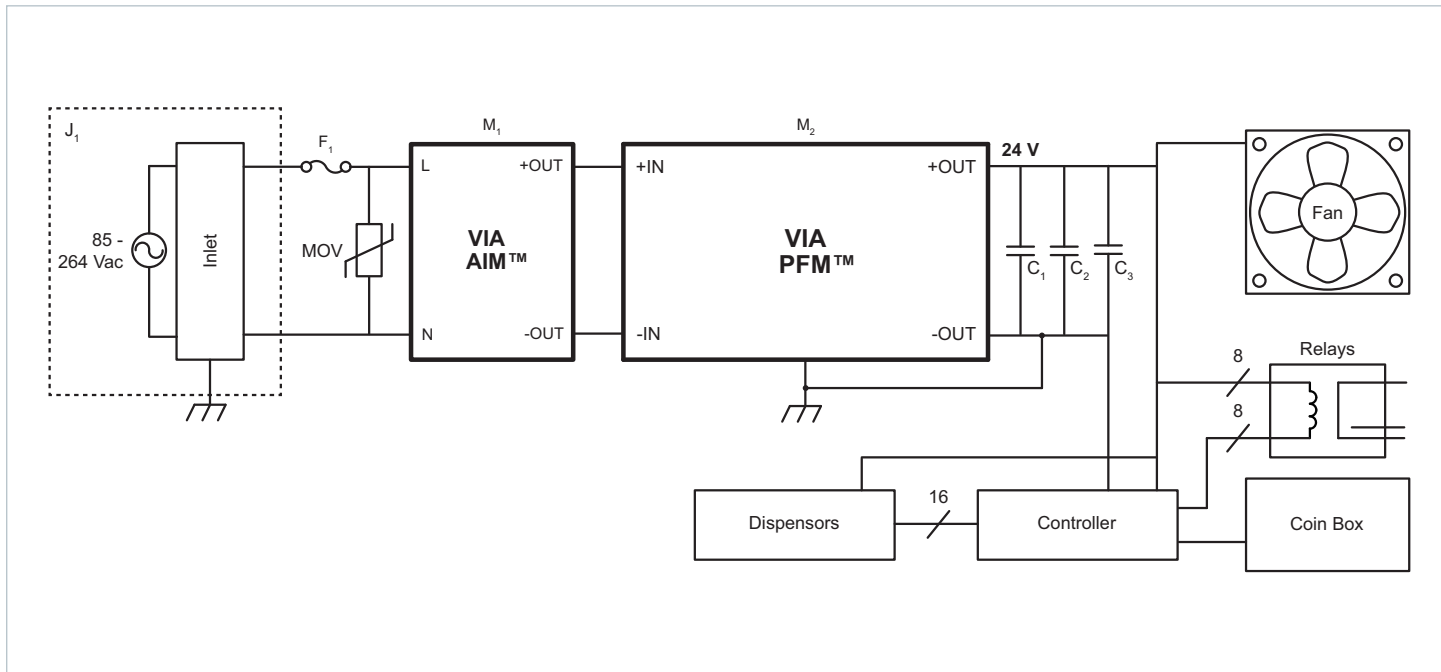 J1
F1
M1
M2
85 -
264 Vac
Inlet
MOV
L
N
+OUT
-OUT
VIA
AIM™
+IN
-IN
VIA
PFM™
+OUT
-OUT
24 V
C1
C2
C3
Fan
Relays
8
8
Dispensors
16
Controller
Coin Box